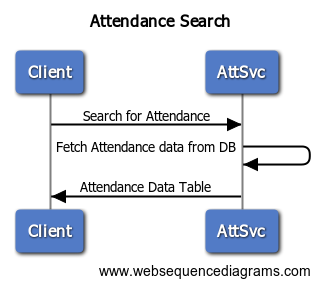 Attendance Search
Client
AttSvc
Search for Attendance
Fetch Attendance data from DB
Attendance Data Table
Client
AttSvc
www.websequencediagrams.com